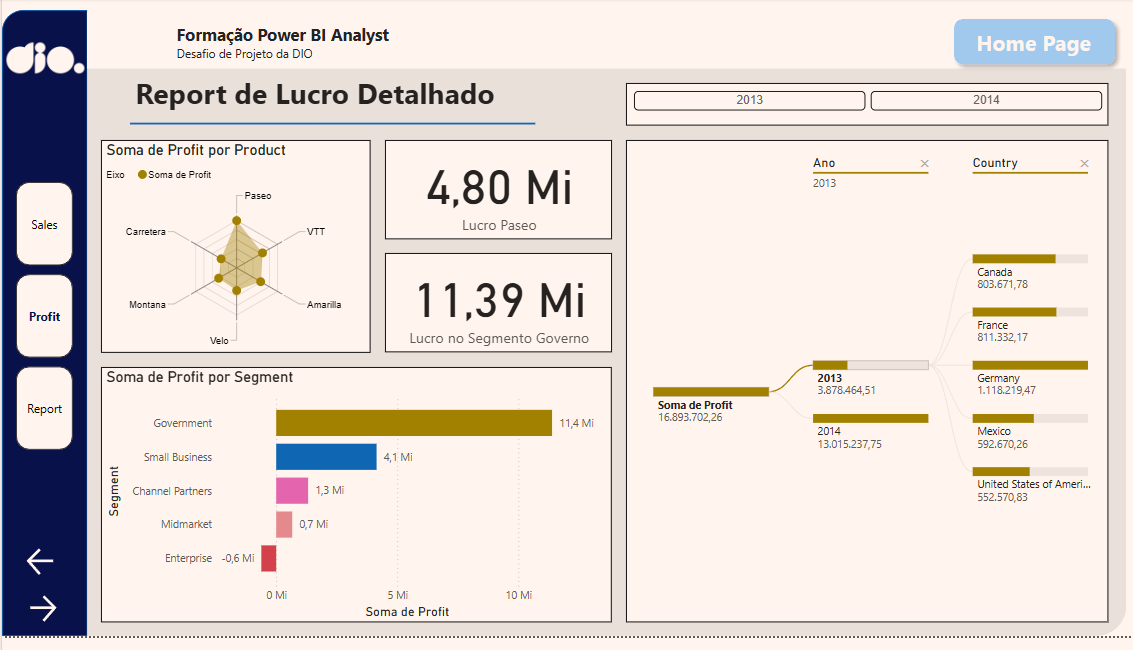 dio.
Formação Power BI Analyst
Desafio de Projeto da DIO
Home Page
Report de Lucro Detalhado
2013
2014
Sales
Profit
Report
Soma de Profit por Product
Eixo
Soma de Profit
Paseo
VTT
Amarilla
Velo
Montana
Carretera
4,80 Mi
Lucro Paseo
11,39 Mi
Lucro no Segmento Governo
Soma de Profit por Segment
Segment
Government
11,4 Mi
Small Business
4,1 Mi
Channel Partners
1,3 Mi
Midmarket
0,7 Mi
Enterprise
-0,6 Mi
0 Mi
5 Mi
10 Mi
Soma de Profit
Ano
2013
Country
Soma de Profit
16.893.702,26
2013
3.878.464,51
2014
13.015.237,75
Canada
803.671,78
France
811.332,17
Germany
1.118.219,47
Mexico
592.670,26
United States of Ameri...
552.570,83